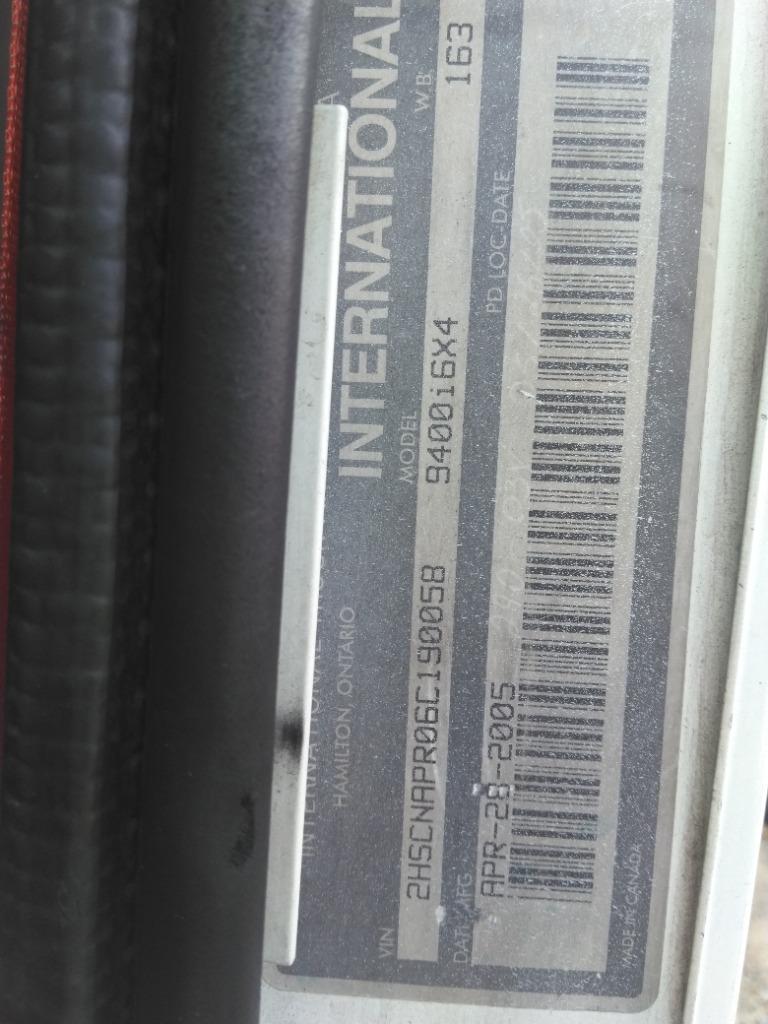 INTERNATIONAL
HAMILTON, ONTARIO
INTERNATIONAL
VIN
MODEL
W.B.
2HSCNAPR06C190058
9400i6X4
163
DATE MFG
PD LOC-DATE
APR-28-2005
MADE IN CANADA